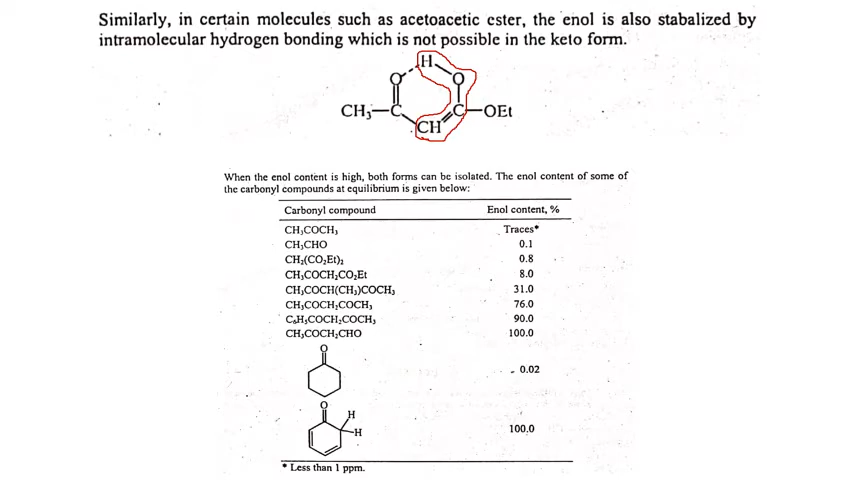 Similarly, in certain molecules such as acetoacetic ester, the enol is also stabalized by
intramolecular hydrogen bonding which is not possible in the keto form.
H
O O
CH₃—C C—OEt
CH
When the enol content is high, both forms can be isolated. The enol content of some of
the carbonyl compounds at equilibrium is given below:
Carbonyl compound Enol content, %
CH₃COCH₃ Traces*
CH₃CHO 0.1
CH₂(CO₂Et)₂ 0.8
CH₃COCH₂CO₂Et 8.0
CH₃COCH(CH₃)COCH₃ 31.0
CH₃COCH₂COCH₃ 76.0
C₆H₅COCH₂COCH₃ 90.0
CH₃COCH₂CHO 100.0
O
0.02
O
H
H
100.0
* Less than 1 ppm.